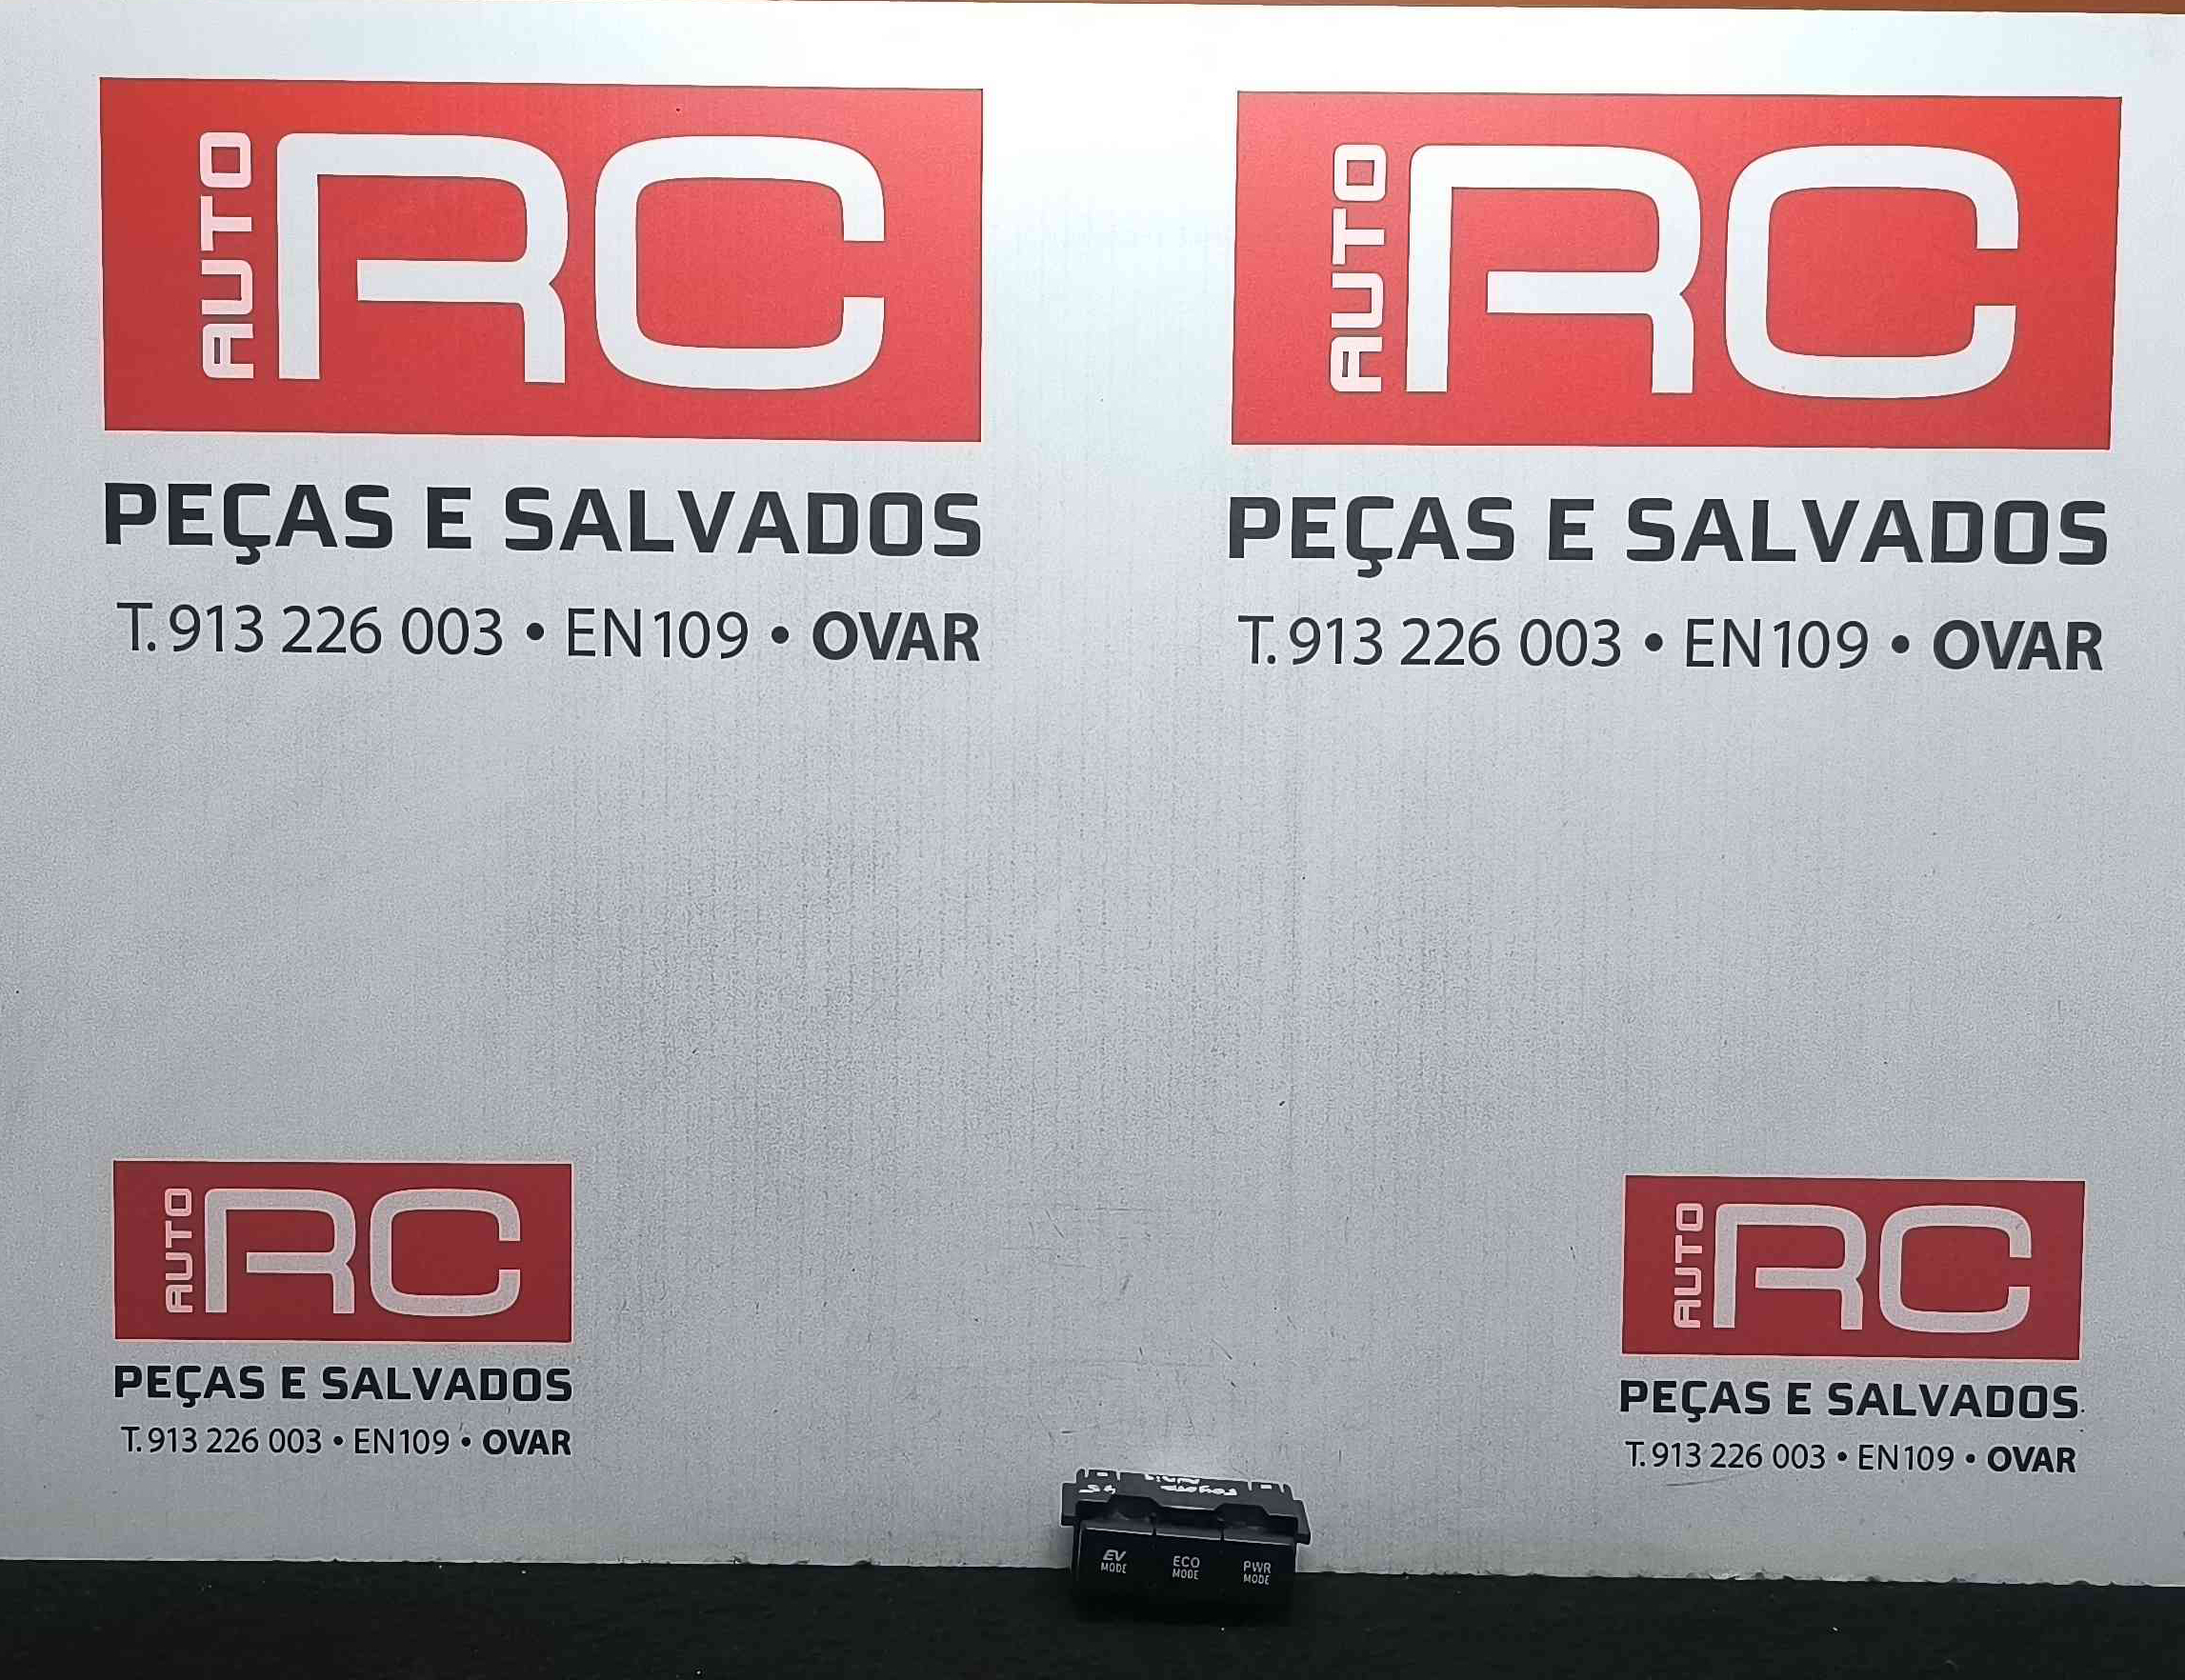 AUTO RC
PEÇAS E SALVADOS
T. 913 226 003 • EN109 • OVAR
AUTO RC
PEÇAS E SALVADOS
T. 913 226 003 • EN109 • OVAR
AUTO RC
PEÇAS E SALVADOS
T. 913 226 003 • EN109 • OVAR
AUTO RC
PEÇAS E SALVADOS
T. 913 226 003 • EN109 • OVAR
Toyota
EV MODE
ECO MODE
PWR MODE